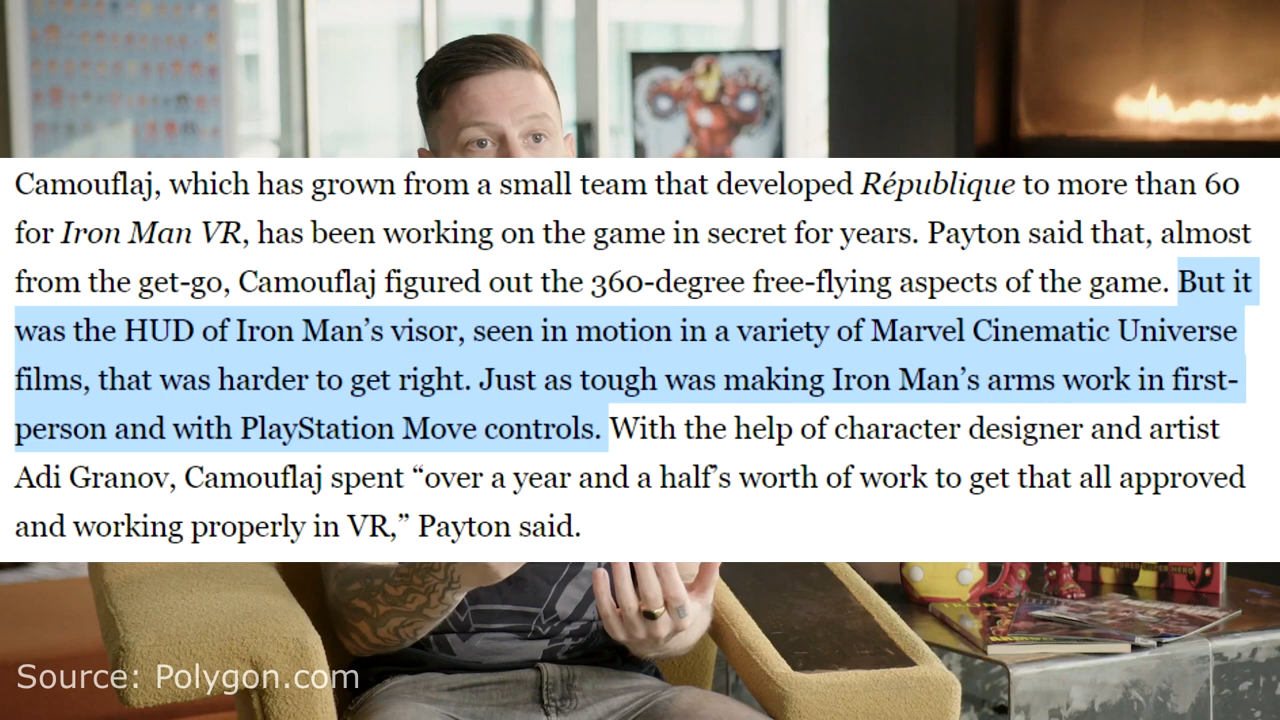 Camouflaj, which has grown from a small team that developed République to more than 60
for Iron Man VR, has been working on the game in secret for years. Payton said that, almost
from the get-go, Camouflaj figured out the 360-degree free-flying aspects of the game. But it
was the HUD of Iron Man’s visor, seen in motion in a variety of Marvel Cinematic Universe
films, that was harder to get right. Just as tough was making Iron Man’s arms work in first-
person and with PlayStation Move controls. With the help of character designer and artist
Adi Granov, Camouflaj spent “over a year and a half’s worth of work to get that all approved
and working properly in VR,” Payton said.
Source: Polygon.com